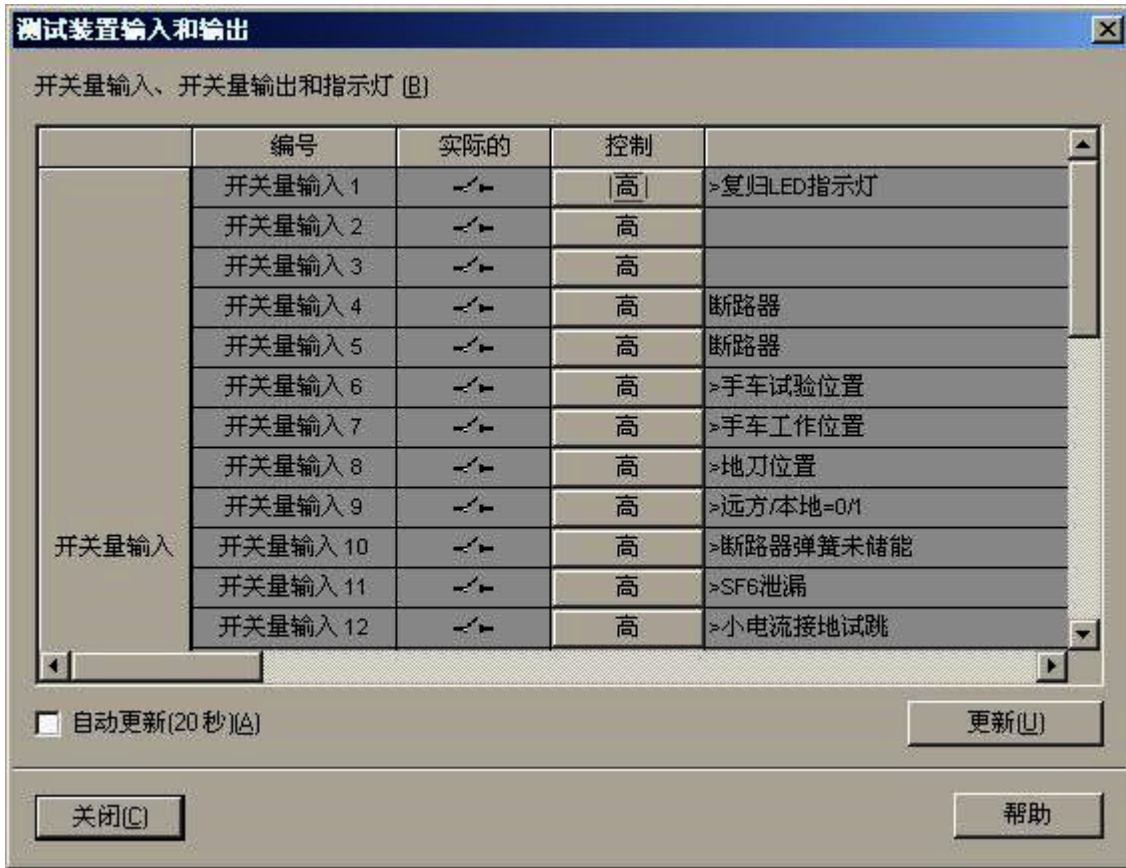 测试装置输入和输出
开关量输入、开关量输出和指示灯 (B)
编号 实际的 控制
开关量输入 1 高 >复归LED指示灯
开关量输入 2 高
开关量输入 3 高
开关量输入 4 高 断路器
开关量输入 5 高 断路器
开关量输入 6 高 >手车试验位置
开关量输入 7 高 >手车工作位置
开关量输入 8 高 >地刀位置
开关量输入 9 高 >远方/本地=0/1
开关量输入 开关量输入 10 高 >断路器弹簧未储能
开关量输入 11 高 >SF6泄漏
开关量输入 12 高 >小电流接地试跳
自动更新(20 秒)(A) 更新(U)
关闭(C) 帮助